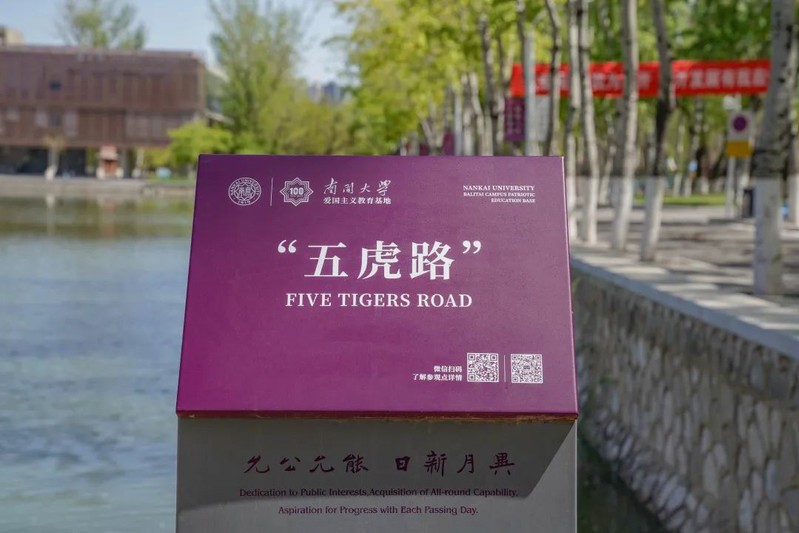 南開大學
爱国主义教育基地
NANKAI UNIVERSITY
BALITAI CAMPUS PATRIOTIC
EDUCATION BASE
100
“五虎路”
FIVE TIGERS ROAD
微信扫码
了解参观点详情
允公允能 日新月異
Dedication to Public Interests,Acquisition of All-round Capability,
Aspiration for Progress with Each Passing Day.